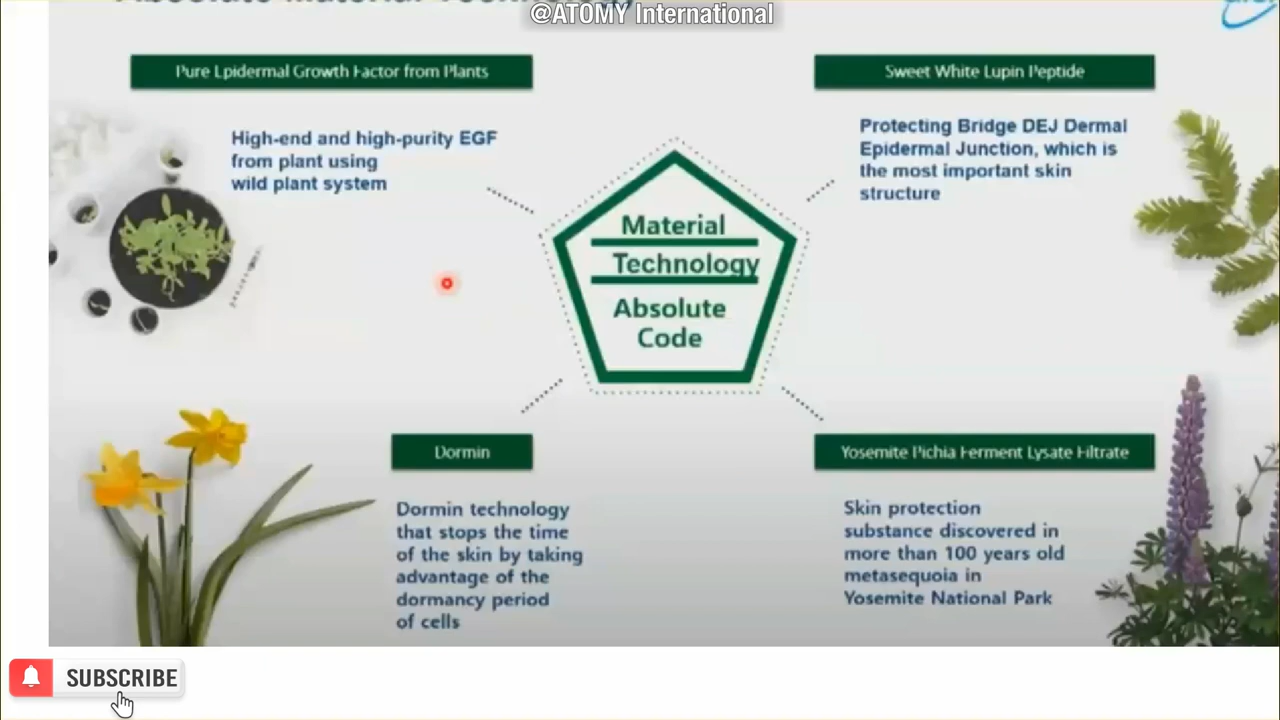 @ATOMY International
Pure Epidermal Growth Factor from Plants
Sweet White Lupin Peptide
High-end and high-purity EGF
from plant using
wild plant system
Protecting Bridge DEJ Dermal
Epidermal Junction, which is
the most important skin
structure
Material
Technology
Absolute
Code
Dormin
Yosemite Pichia Ferment Lysate Filtrate
Dormin technology
that stops the time
of the skin by taking
advantage of the
dormancy period
of cells
Skin protection
substance discovered in
more than 100 years old
metasequoia in
Yosemite National Park
SUBSCRIBE